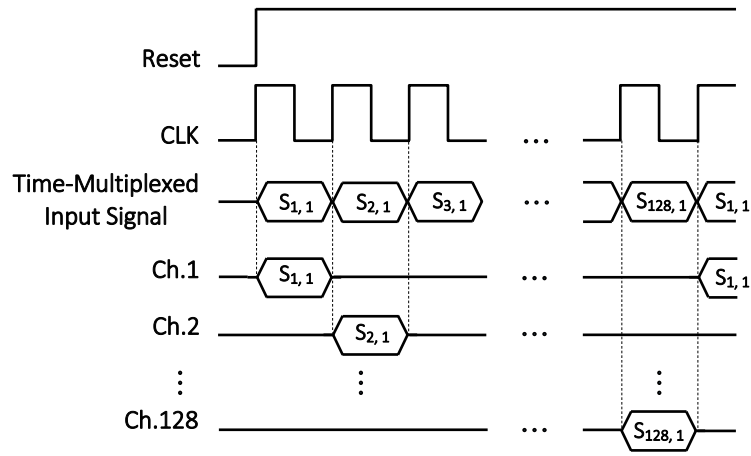 Reset
CLK
...
Time-Multiplexed
Input Signal
S1, 1 S2, 1 S3, 1 ... S128, 1 S1, 1
Ch.1 S1, 1 ... S1, 1
Ch.2 S2, 1 ...
Ch.128 ... S128, 1